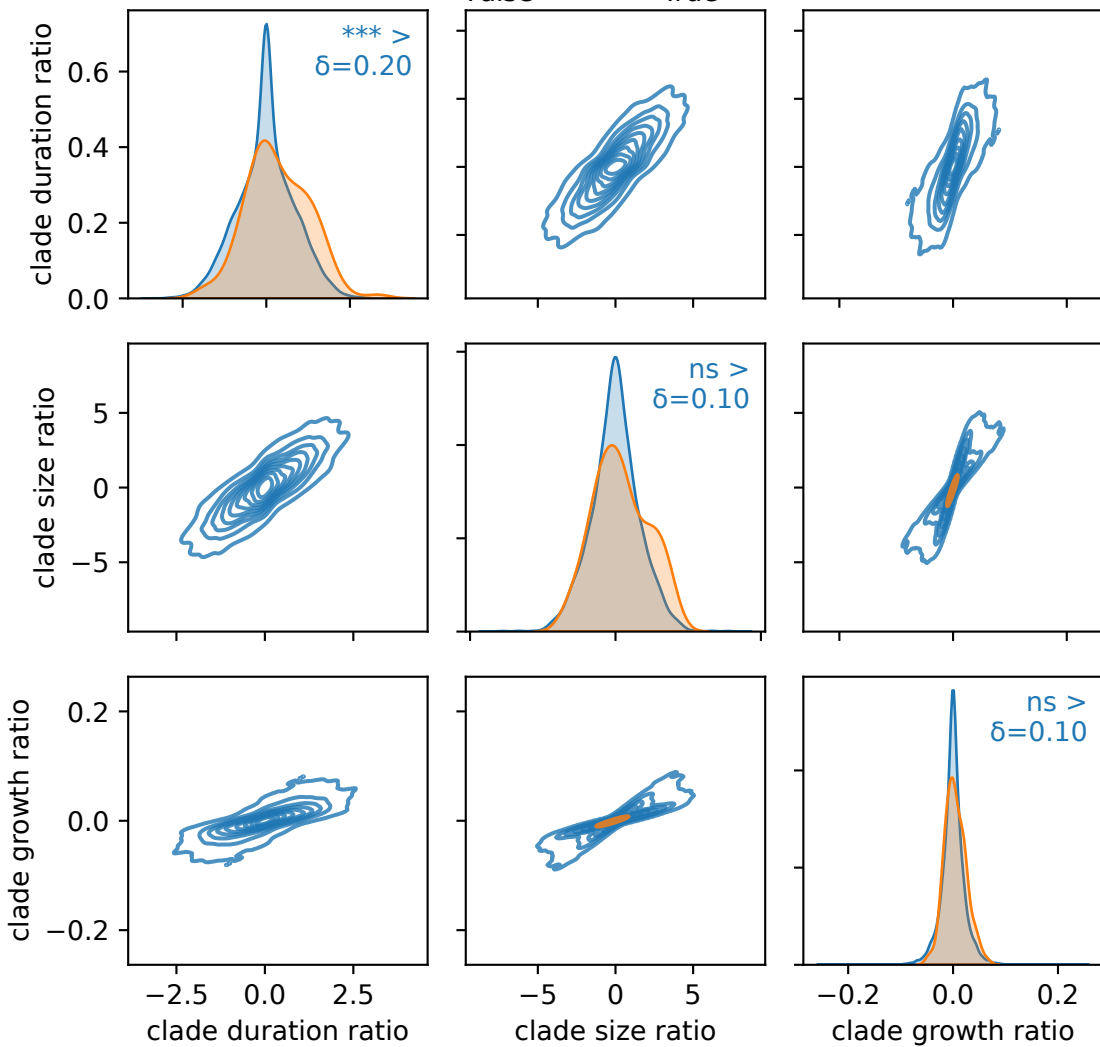 *** >
δ=0.20
clade duration ratio
0.6
0.4
0.2
0.0
ns >
δ=0.10
clade size ratio
5
0
−5
ns >
δ=0.10
clade growth ratio
0.2
0.0
−0.2
−2.5 0.0 2.5 −5 0 5 −0.2 0.0 0.2
clade duration ratio clade size ratio clade growth ratio